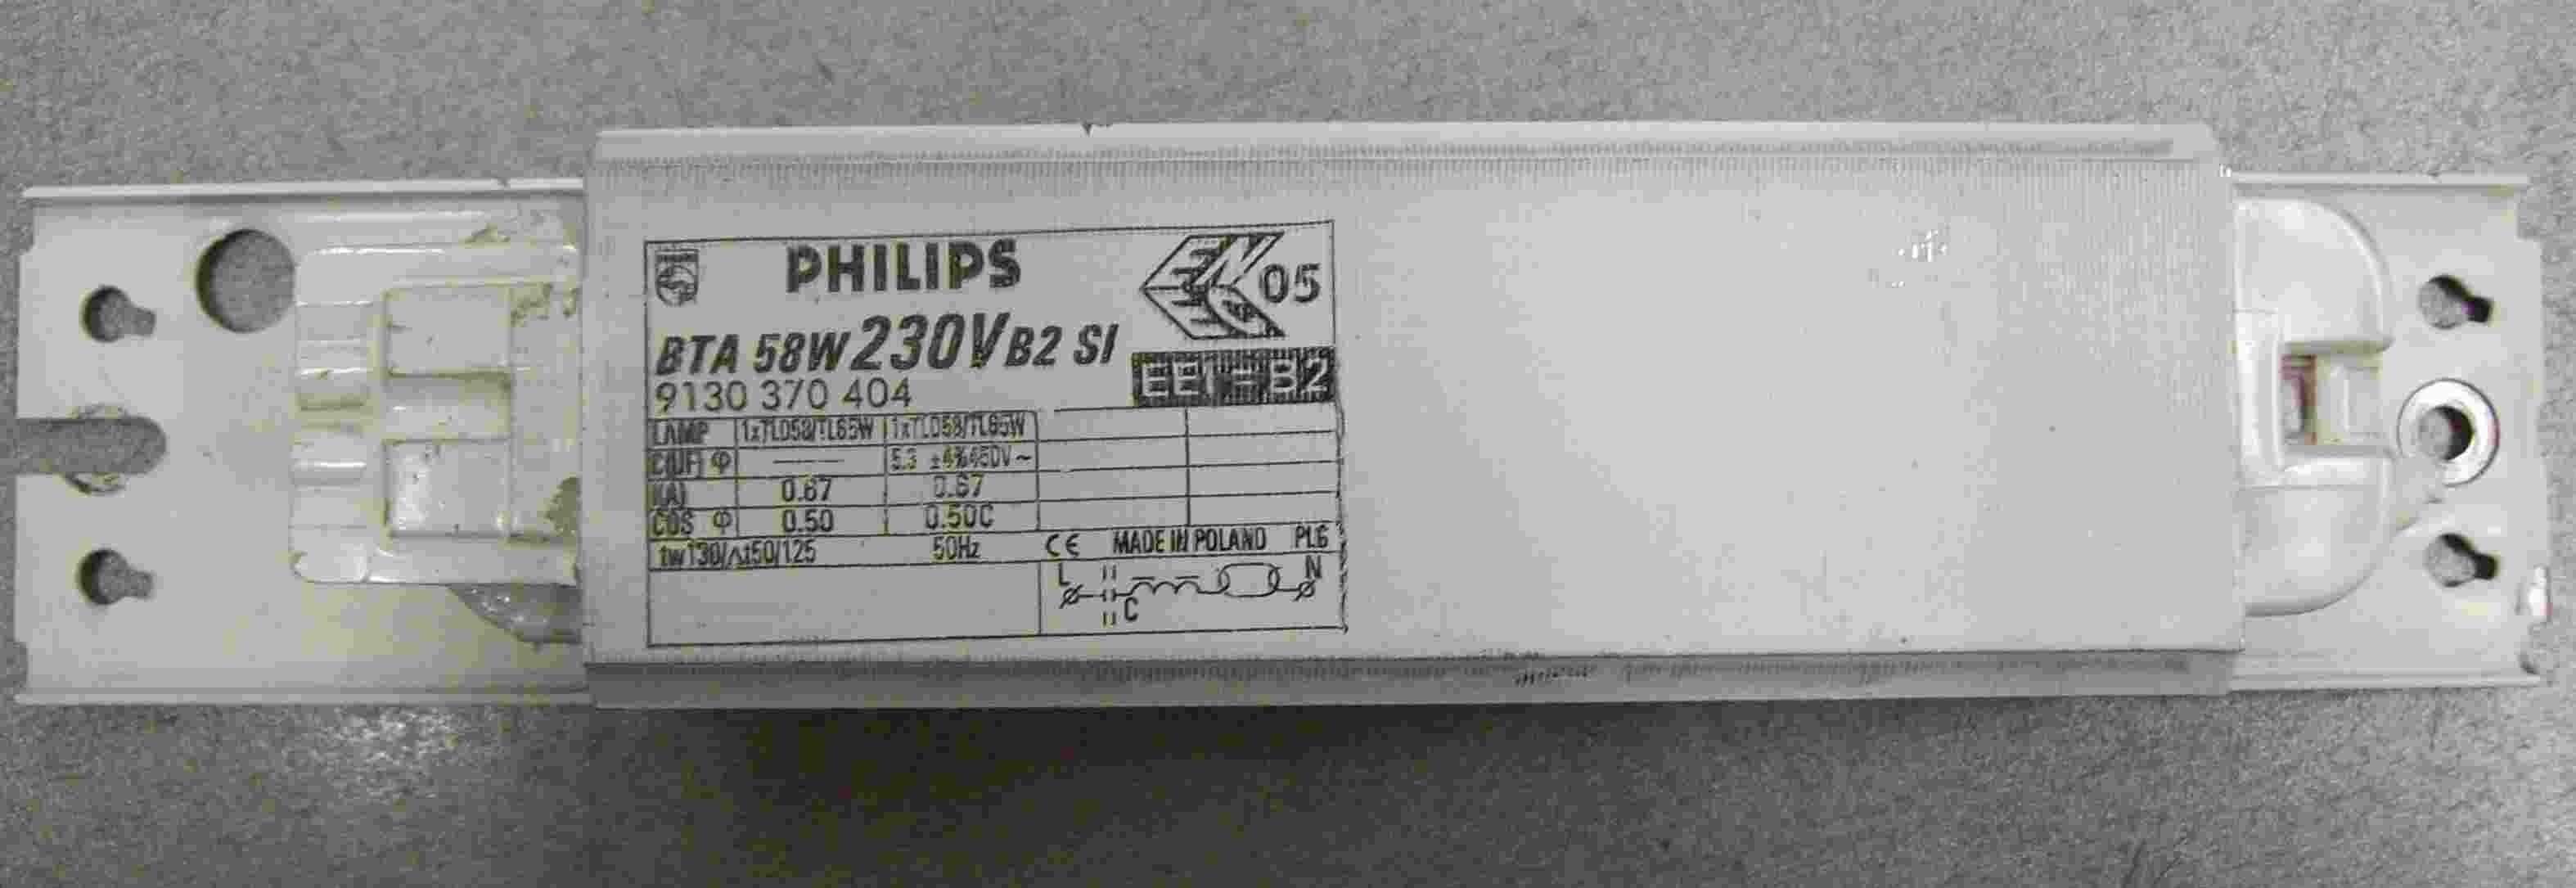 PHILIPS
05
BTA 58W 230V B2 SI
EEI=B2
9130 370 404
LAMP 1xTLD58/TL65W 1xTLD58/TL65W
C(UF) φ — 5.3 ±4% 450V~
I(A) 0.67 0.67
COS φ 0.50 0.50C
tw130/Δt50/125 50Hz CE MADE IN POLAND PL6
L N
C